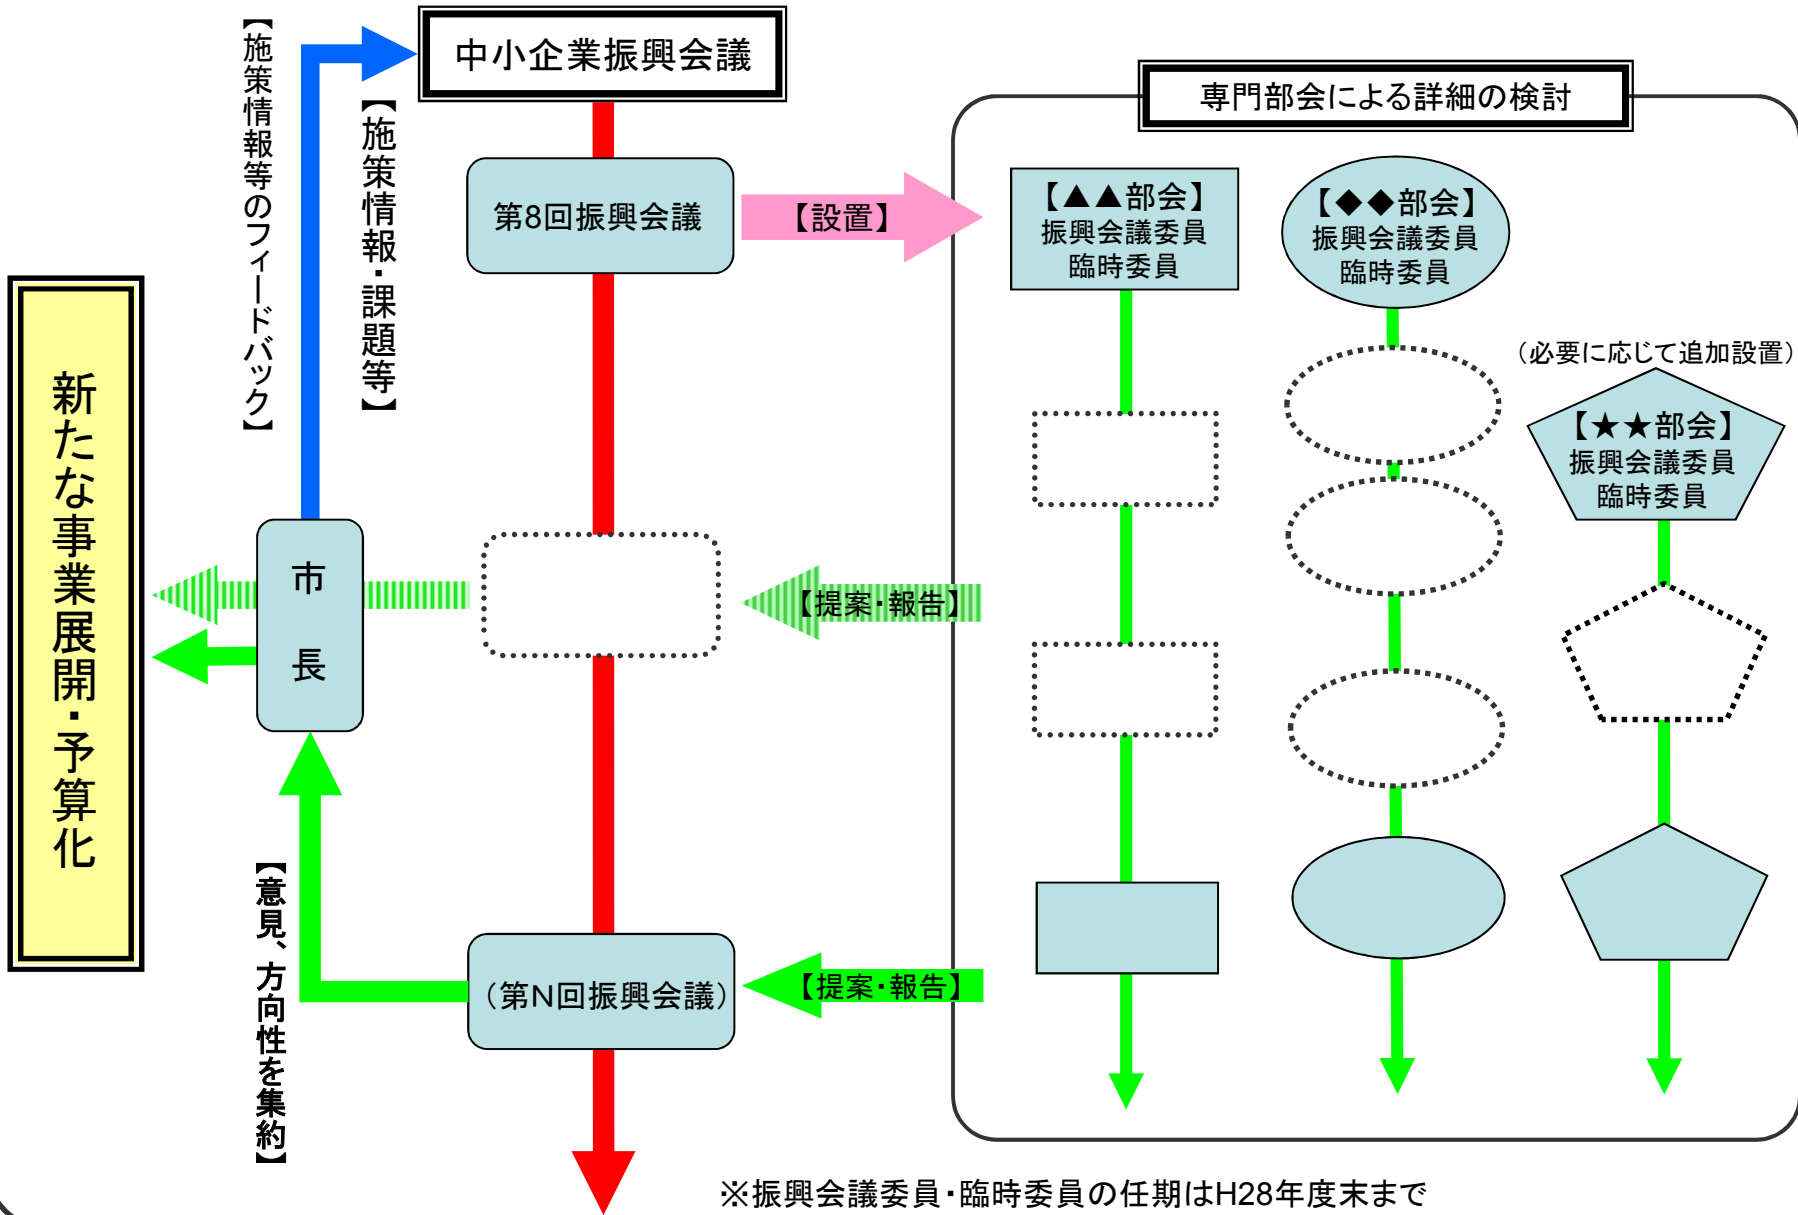 中小企業振興会議
【施策情報等のフィードバック】
【施策情報・課題等】
専門部会による詳細の検討
第8回振興会議
【設置】
【▲▲部会】
振興会議委員
臨時委員
【◆◆部会】
振興会議委員
臨時委員
（必要に応じて追加設置）
【★★部会】
振興会議委員
臨時委員
新たな事業展開・予算化
市長
【提案・報告】
【意見、方向性を集約】
（第N回振興会議）
【提案・報告】
※振興会議委員・臨時委員の任期はH28年度末まで